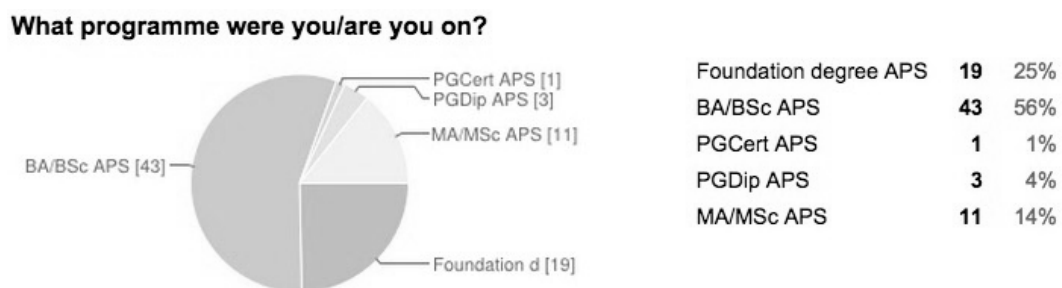 What programme were you/are you on?
PGCert APS [1]
PGDip APS [3]
MA/MSc APS [11]
BA/BSc APS [43]
Foundation d [19]
Foundation degree APS 19 25%
BA/BSc APS 43 56%
PGCert APS 1 1%
PGDip APS 3 4%
MA/MSc APS 11 14%